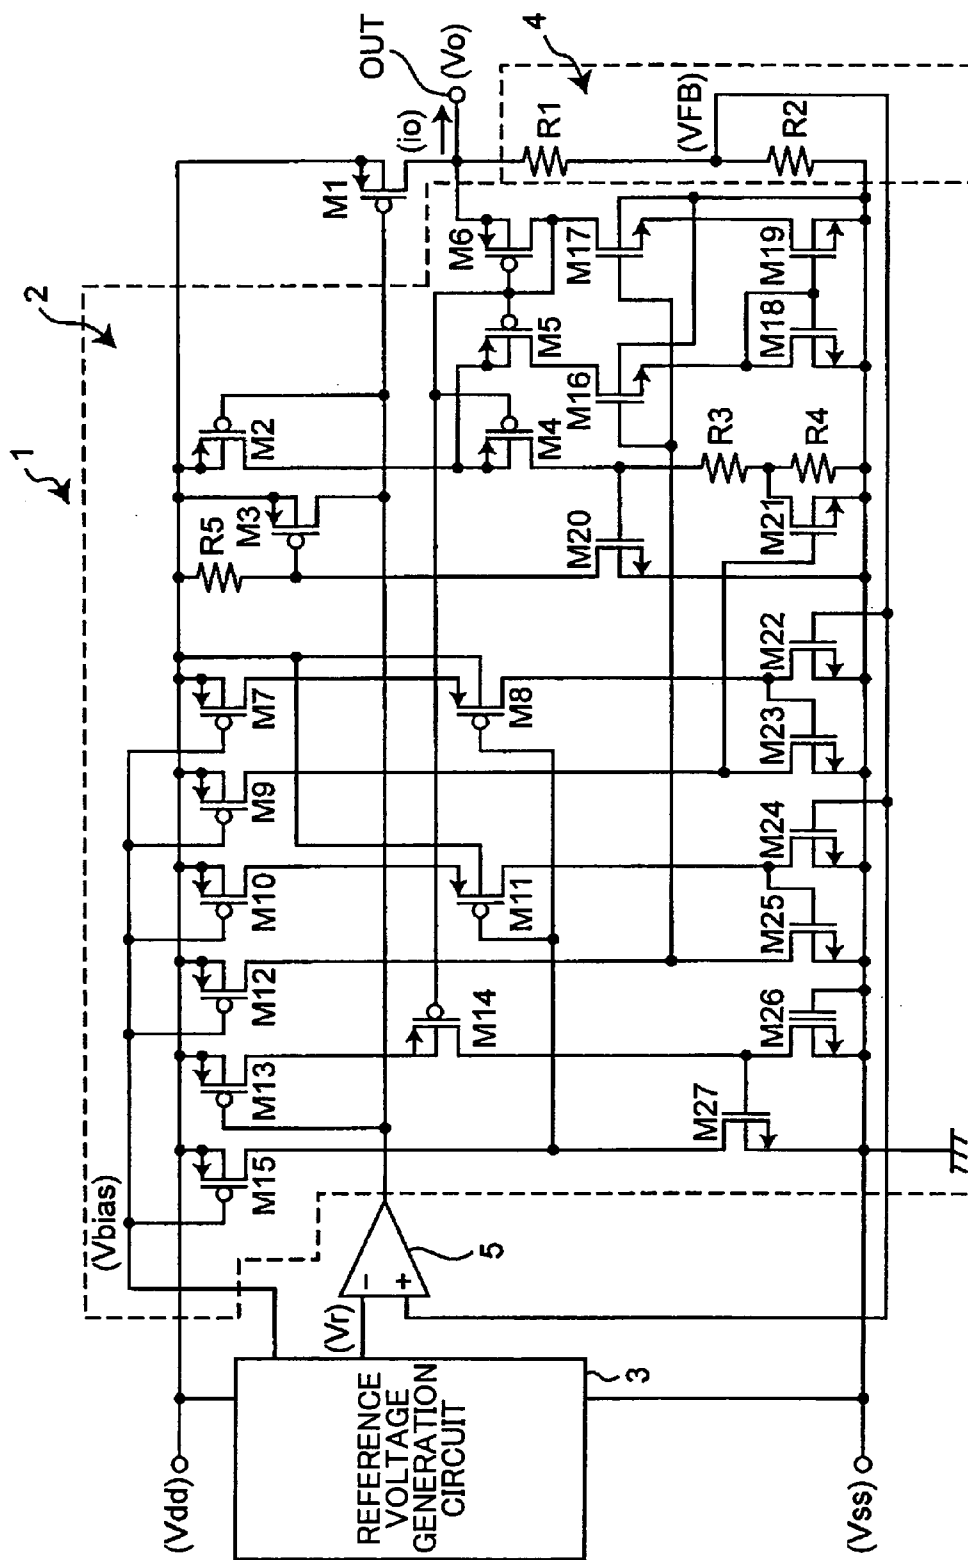 1
2
(Vdd)
(Vbias)
REFERENCE
VOLTAGE
GENERATION
CIRCUIT
3
(Vr)
−
+
5
(Vss)
M15
M13
M12
M10
M9
M7
R5
M3
M2
M1
(io)
OUT
(Vo)
4
M14
M11
M8
M4
M5
M6
M27
M26
M25
M24
M23
M22
M20
M21
M16
M17
M18
M19
R3
R4
R1
(VFB)
R2